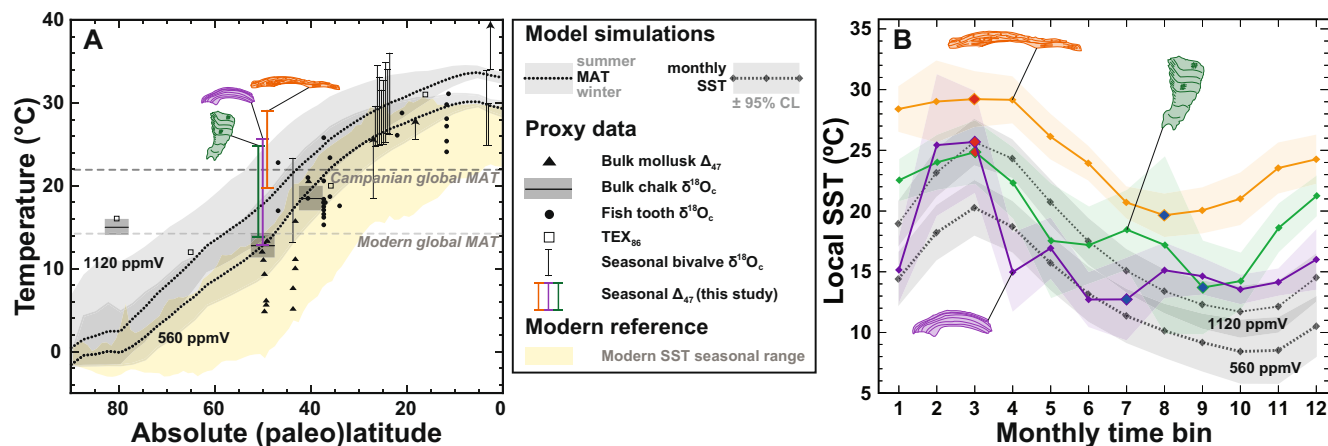 A
Temperature (°C)
40
30
20
10
0
80
60
40
20
0
Absolute (paleo)latitude
Campanian global MAT
Modern global MAT
1120 ppmV
560 ppmV
Model simulations
summer
MAT
winter
monthly
SST
± 95% CL
Proxy data
Bulk mollusk Δ47
Bulk chalk δ18Oc
Fish tooth δ18Oc
TEX86
Seasonal bivalve δ18Oc
Seasonal Δ47 (this study)
Modern reference
Modern SST seasonal range
B
Local SST (ºC)
35
30
25
20
15
10
5
1120 ppmV
560 ppmV
1 2 3 4 5 6 7 8 9 10 11 12
Monthly time bin